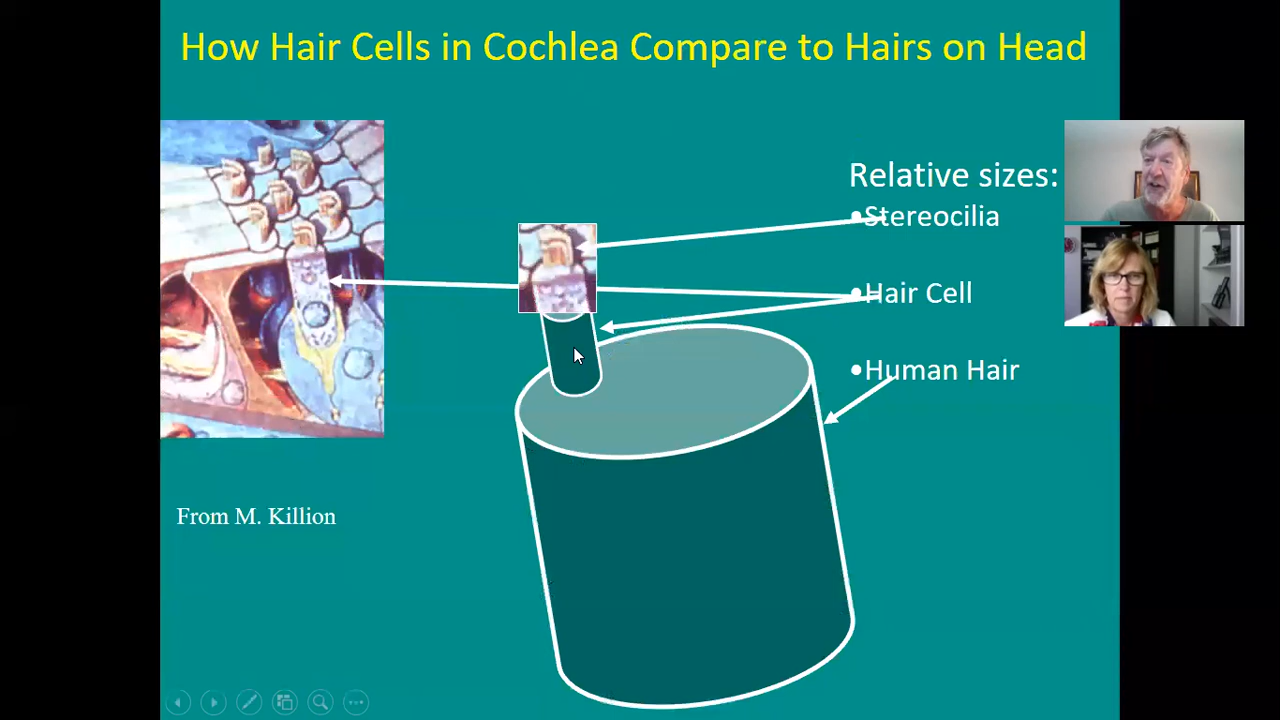 How Hair Cells in Cochlea Compare to Hairs on Head
Relative sizes:
•Stereocilia
•Hair Cell
•Human Hair
From M. Killion